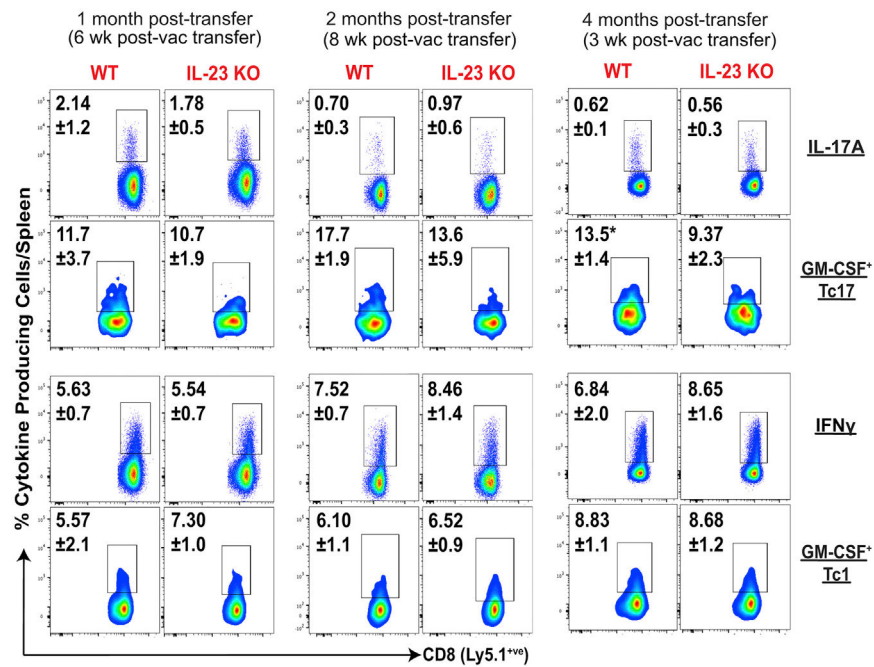 1 month post-transfer
(6 wk post-vac transfer)
2 months post-transfer
(8 wk post-vac transfer)
4 months post-transfer
(3 wk post-vac transfer)
WT
IL-23 KO
WT
IL-23 KO
WT
IL-23 KO
2.14
±1.2
1.78
±0.5
0.70
±0.3
0.97
±0.6
0.62
±0.1
0.56
±0.3
IL-17A
11.7
±3.7
10.7
±1.9
17.7
±1.9
13.6
±5.9
13.5*
±1.4
9.37
±2.3
GM-CSF⁺
Tc17
5.63
±0.7
5.54
±0.7
7.52
±0.7
8.46
±1.4
6.84
±2.0
8.65
±1.6
IFNγ
5.57
±2.1
7.30
±1.0
6.10
±1.1
6.52
±0.9
8.83
±1.1
8.68
±1.2
GM-CSF⁺
Tc1
% Cytokine Producing Cells/Spleen
CD8 (Ly5.1⁺ᵛᵉ)